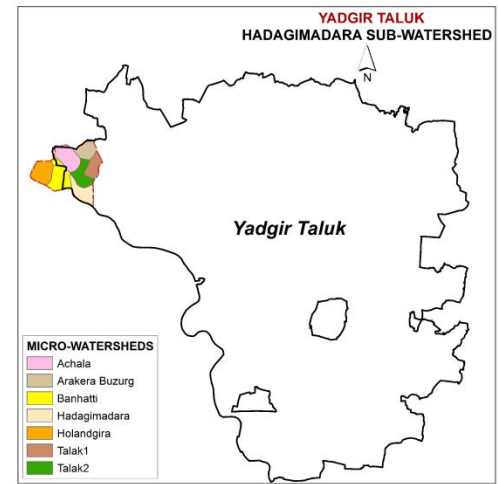 YADGIR TALUK
HADAGIMADARA SUB-WATERSHED
N
Yadgir Taluk
MICRO-WATERSHEDS
Achala
Arakera Buzurg
Banhatti
Hadagimadara
Holandgira
Talak1
Talak2